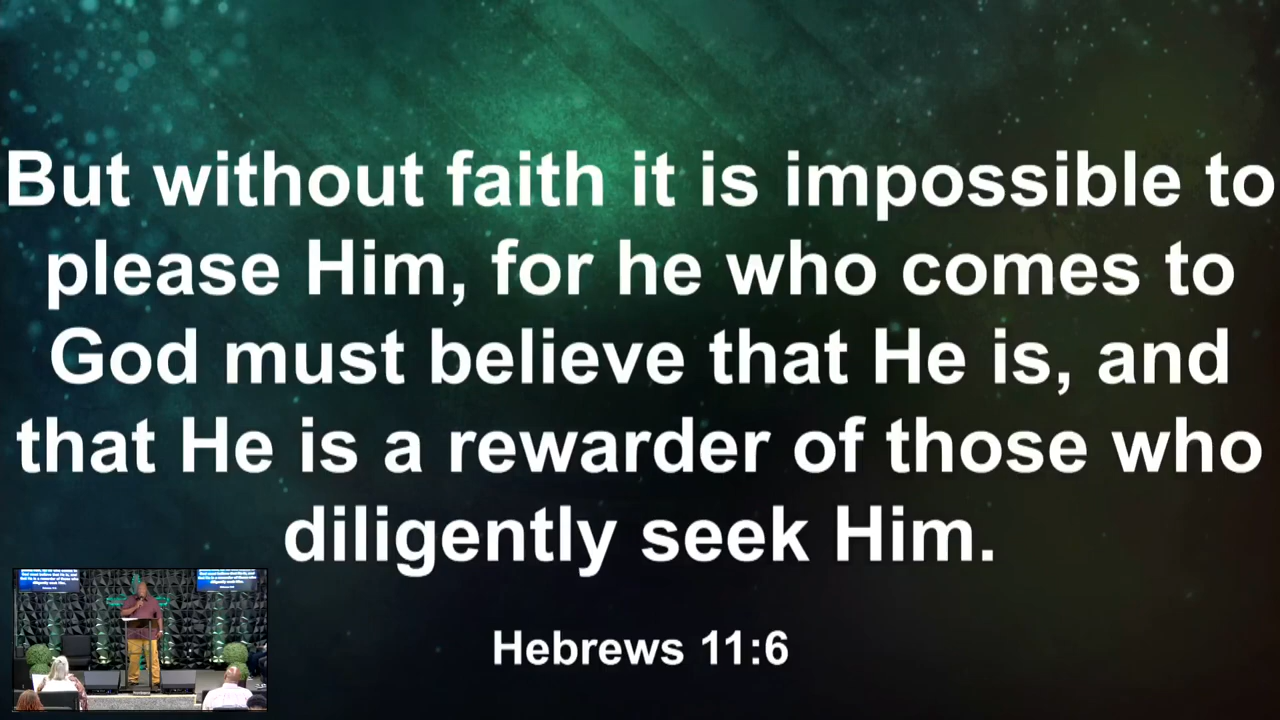 But without faith it is impossible to
please Him, for he who comes to
God must believe that He is, and
that He is a rewarder of those who
diligently seek Him.
Hebrews 11:6